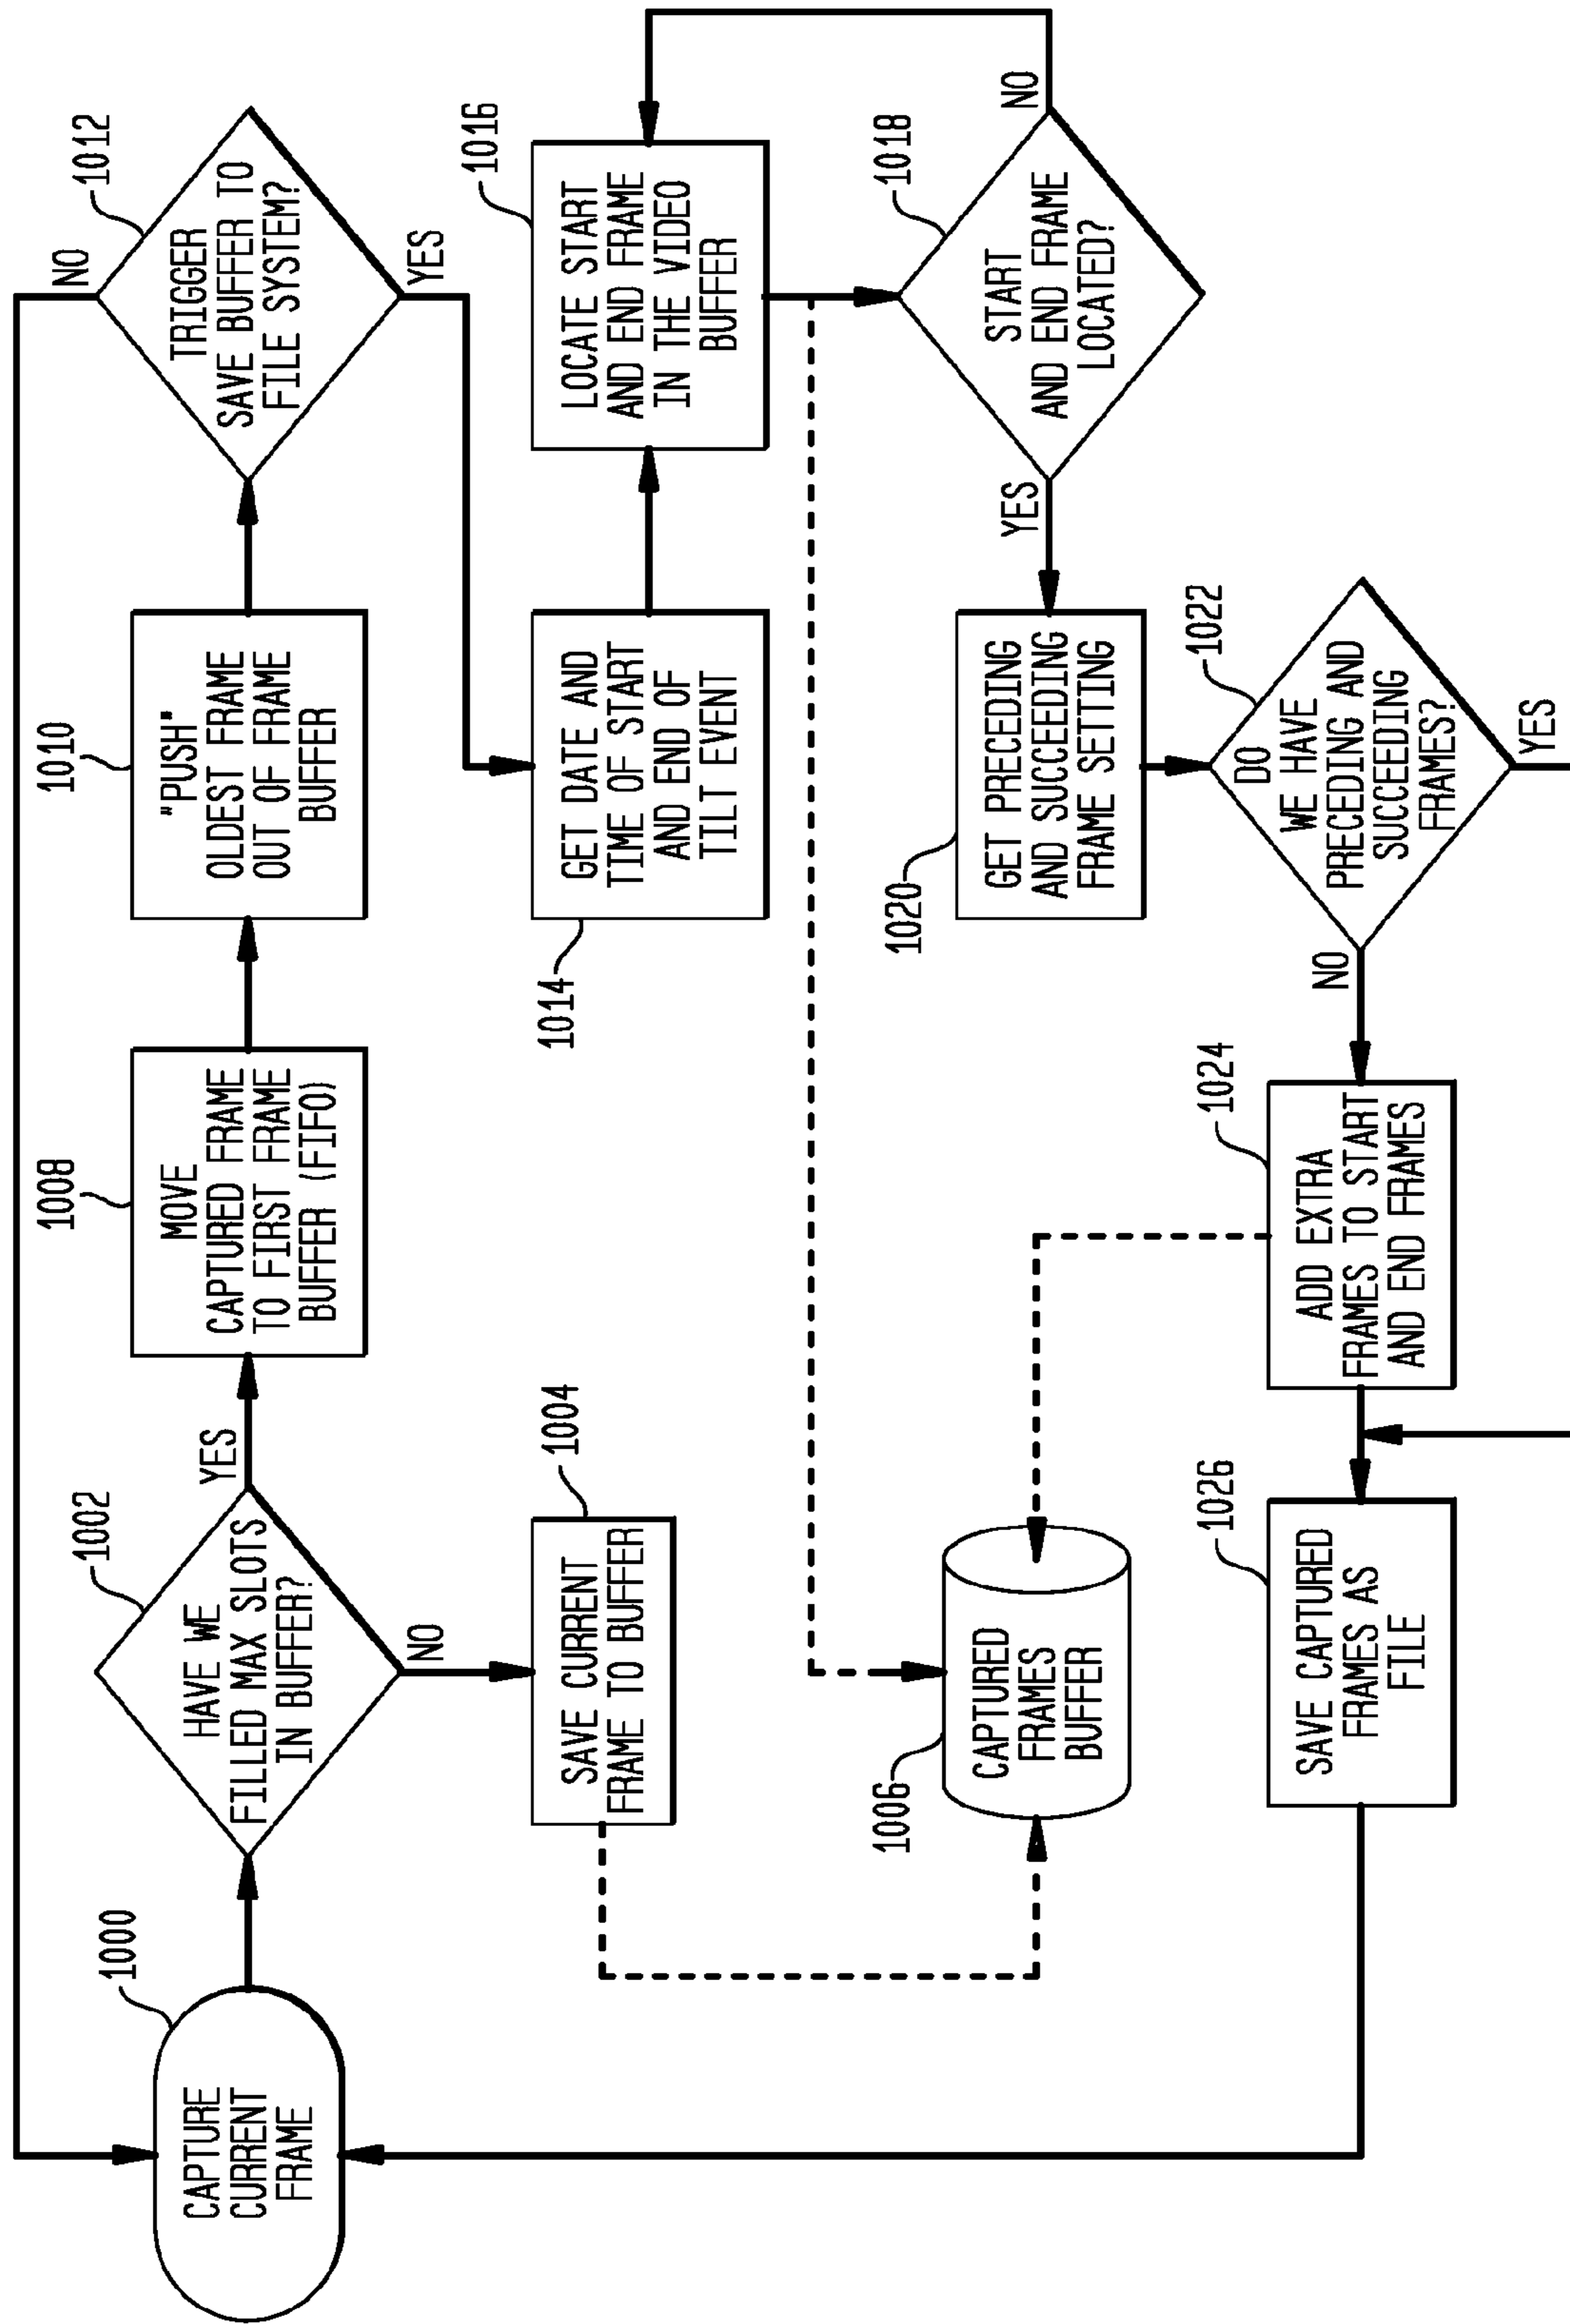 1000
CAPTURE
CURRENT
FRAME
1002
HAVE WE
FILLED MAX SLOTS
IN BUFFER?
YES
NO
1004
SAVE CURRENT
FRAME TO BUFFER
1006
CAPTURED
FRAMES
BUFFER
1008
MOVE
CAPTURED FRAME
TO FIRST FRAME
BUFFER (FIFO)
1010
"PUSH"
OLDEST FRAME
OUT OF FRAME
BUFFER
1012
TRIGGER
SAVE BUFFER TO
FILE SYSTEM?
NO
YES
1014
GET DATE AND
TIME OF START
AND END OF
TILT EVENT
1016
LOCATE START
AND END FRAME
IN THE VIDEO
BUFFER
1018
START
AND END FRAME
LOCATED?
NO
YES
1020
GET PRECEDING
AND SUCCEEDING
FRAME SETTING
1022
DO
WE HAVE
PRECEDING AND
SUCCEEDING
FRAMES?
NO
YES
1024
ADD EXTRA
FRAMES TO START
AND END FRAMES
1026
SAVE CAPTURED
FRAMES AS
FILE